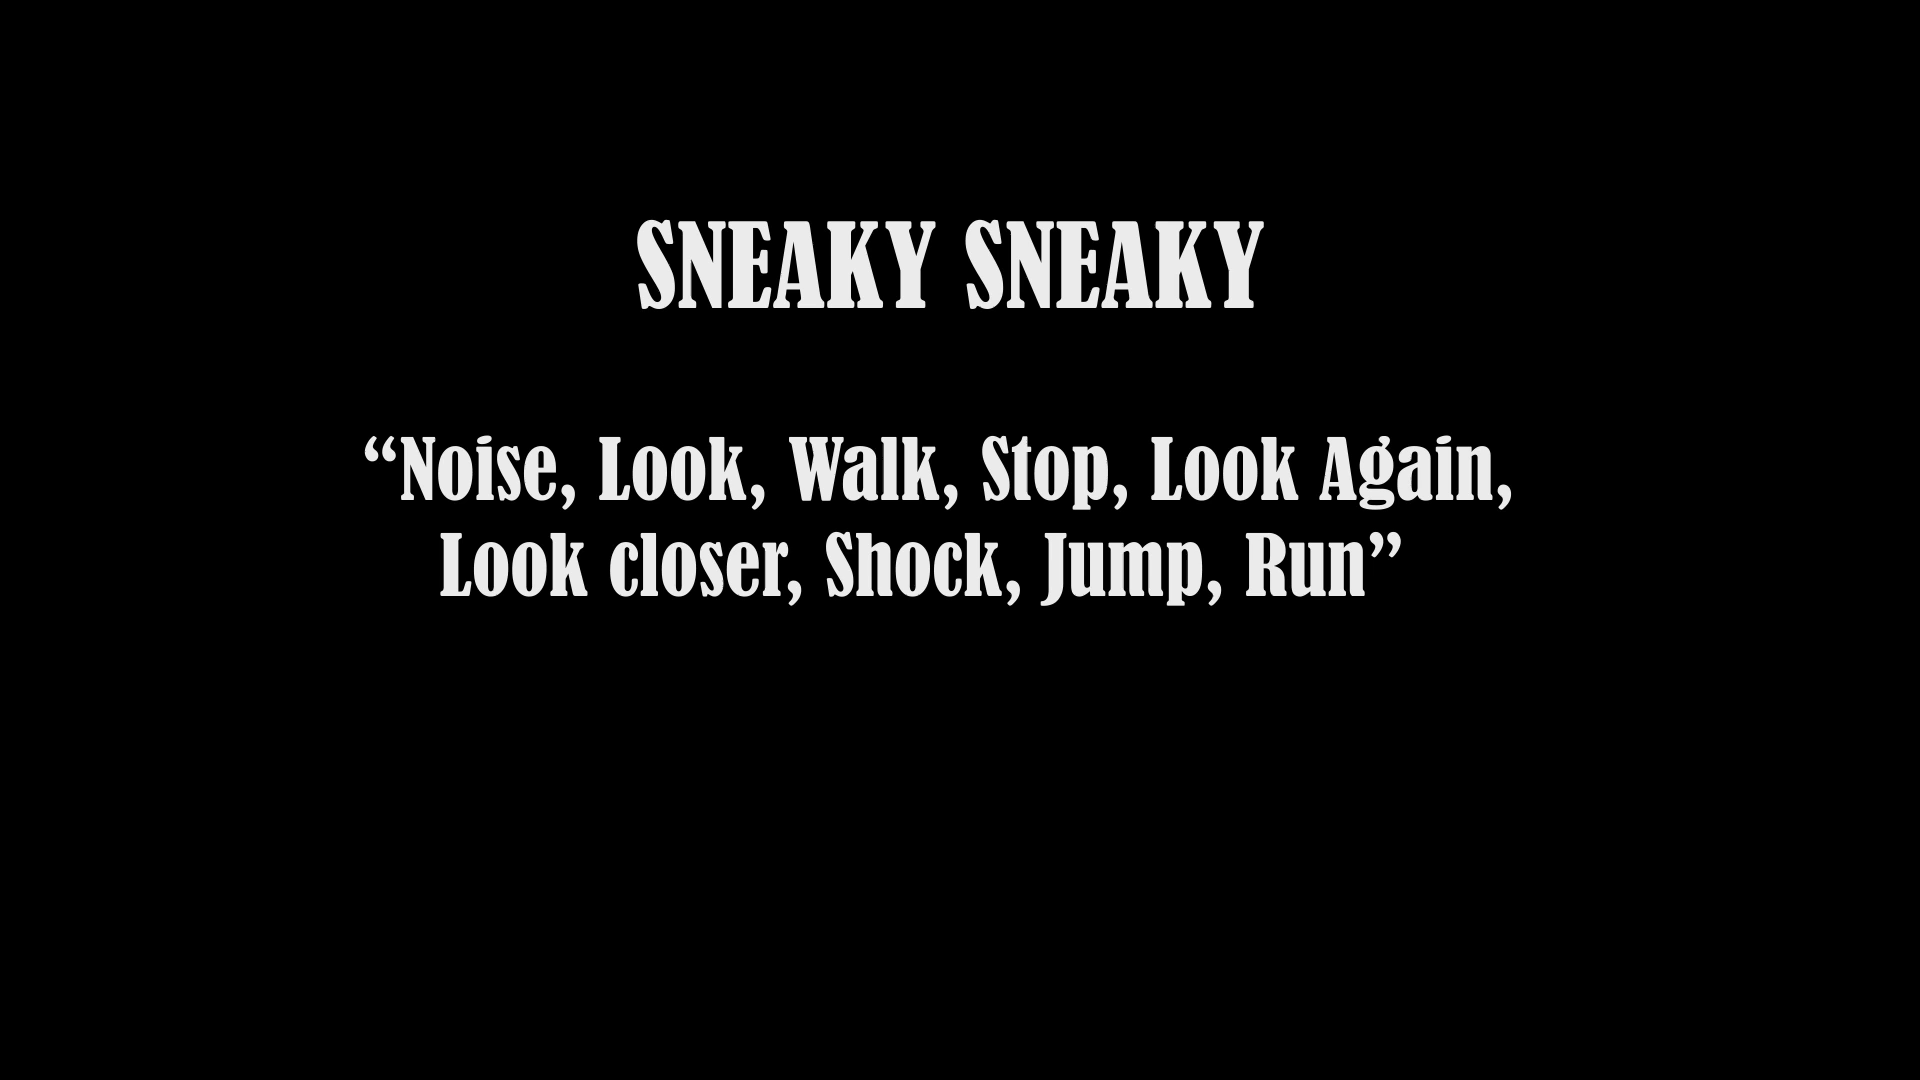 SNEAKY SNEAKY
“Noise, Look, Walk, Stop, Look Again,
Look closer, Shock, Jump, Run”